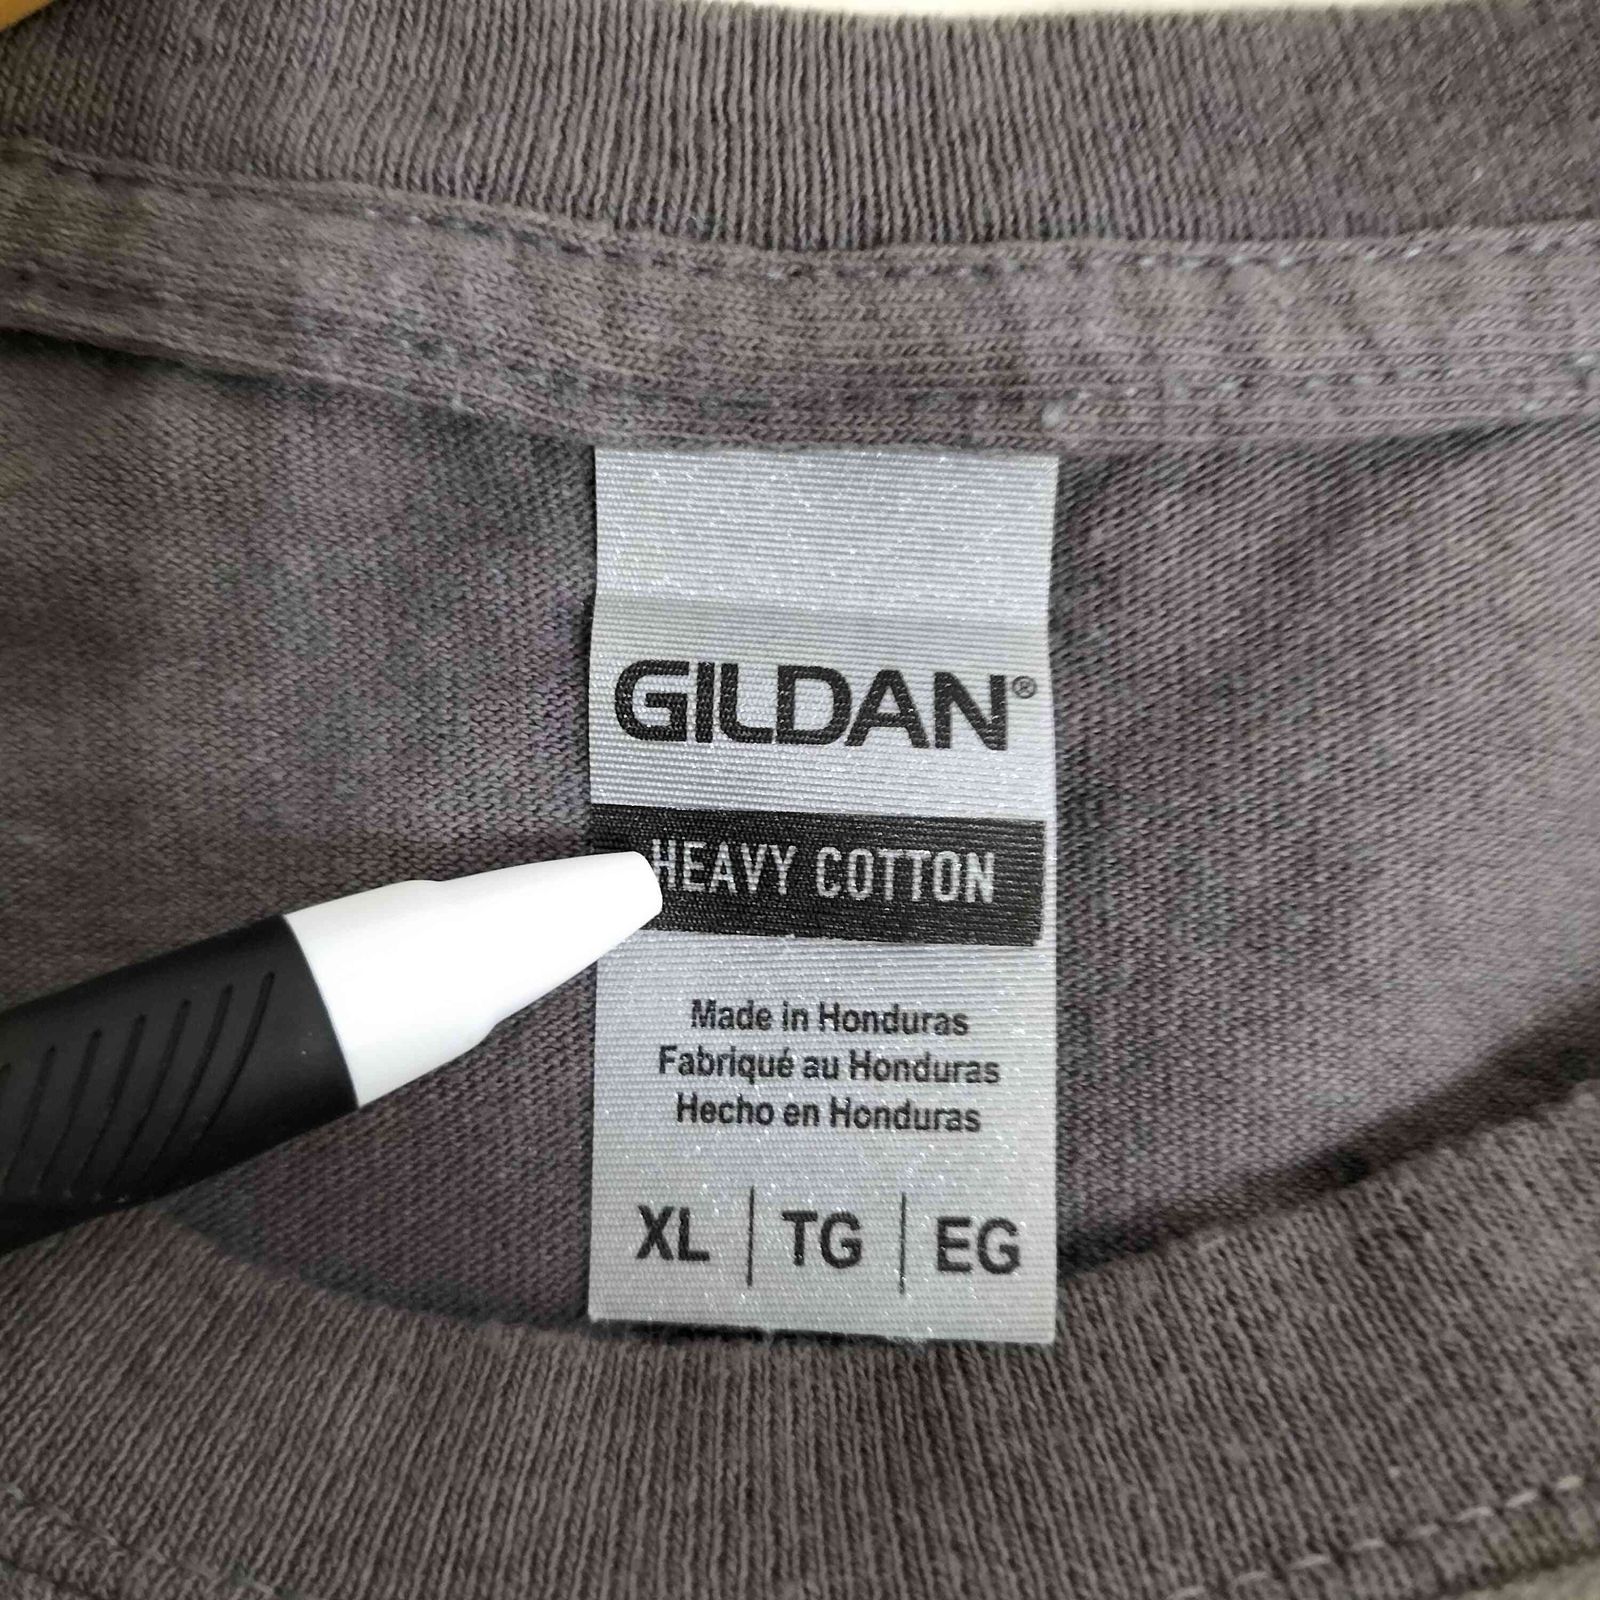 GILDAN®
HEAVY COTTON
Made in Honduras
Fabriqué au Honduras
Hecho en Honduras
XL | TG | EG